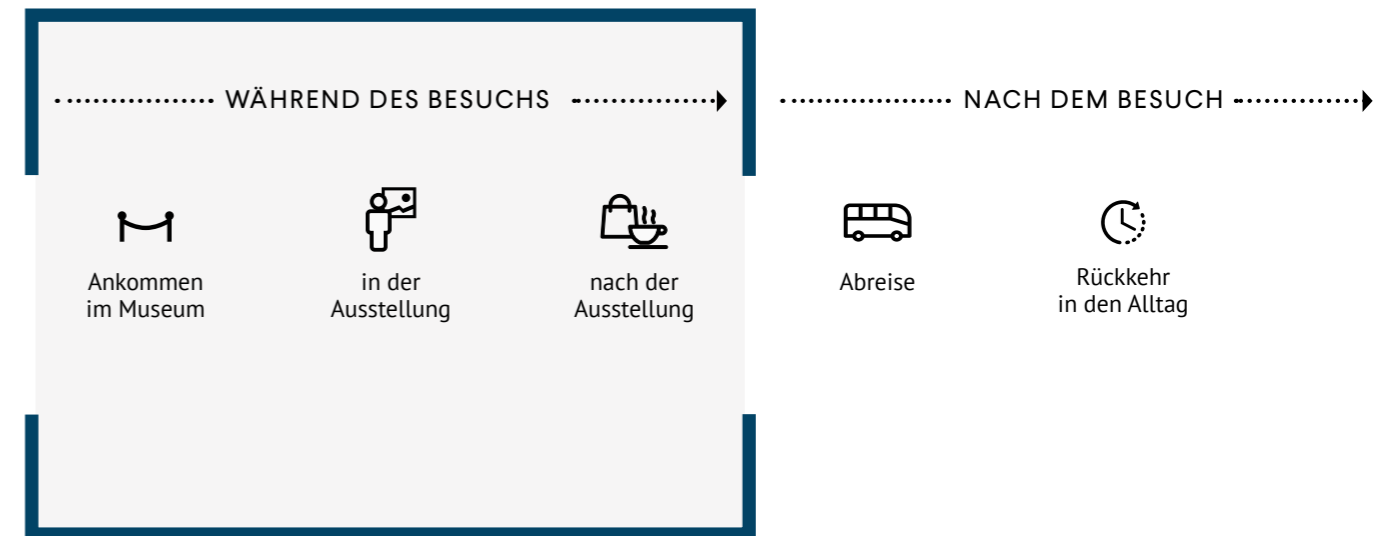 WÄHREND DES BESUCHS
NACH DEM BESUCH
Ankommen
im Museum
in der
Ausstellung
nach der
Ausstellung
Abreise
Rückkehr
in den Alltag